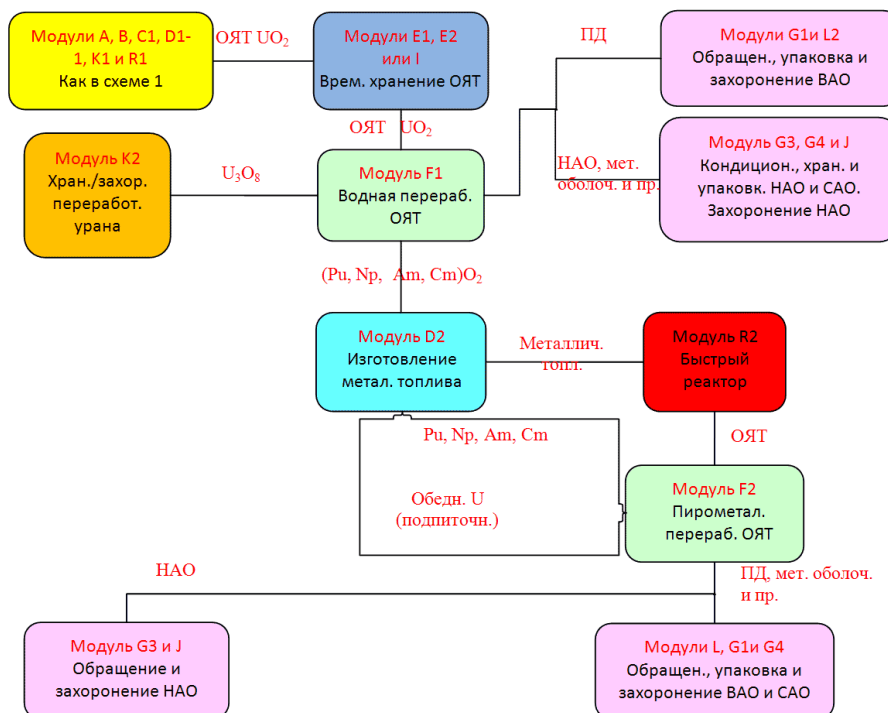 Модули A, B, C1, D1-
1, K1 и R1
Как в схеме 1
ОЯТ UO₂
Модули E1, E2
или I
Врем. хранение ОЯТ
ПД
Модули G1и L2
Обращен., упаковка и
захоронение ВАО
ОЯТ UO₂
Модуль K2
Хран./захор.
переработ.
урана
U₃O₈
Модуль F1
Водная перераб.
ОЯТ
НАО, мет.
оболоч. и пр.
Модуль G3, G4 и J
Кондицион., хран. и
упаковк. НАО и САО.
Захоронение НАО
(Pu, Np, Am, Cm)O₂
Модуль D2
Изготовление
метал. топлива
Металлич.
топл.
Модуль R2
Быстрый
реактор
Pu, Np, Am, Cm
ОЯТ
Обедн. U
(подпиточн.)
Модуль F2
Пирометал.
перераб. ОЯТ
НАО
ПД, мет. оболоч.
и пр.
Модуль G3 и J
Обращение и
захоронение НАО
Модули L, G1и G4
Обращен., упаковка и
захоронение ВАО и САО